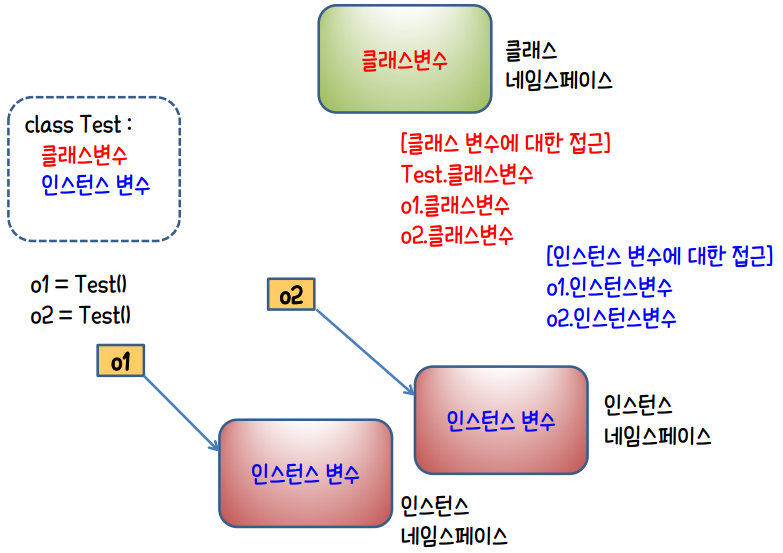 클래스변수
클래스
네임스페이스
class Test :
클래스변수
인스턴스 변수
[클래스 변수에 대한 접근]
Test.클래스변수
o1.클래스변수
o2.클래스변수
[인스턴스 변수에 대한 접근]
o1.인스턴스변수
o2.인스턴스변수
o1 = Test()
o2 = Test()
o2
o1
인스턴스 변수
인스턴스
네임스페이스
인스턴스 변수
인스턴스
네임스페이스